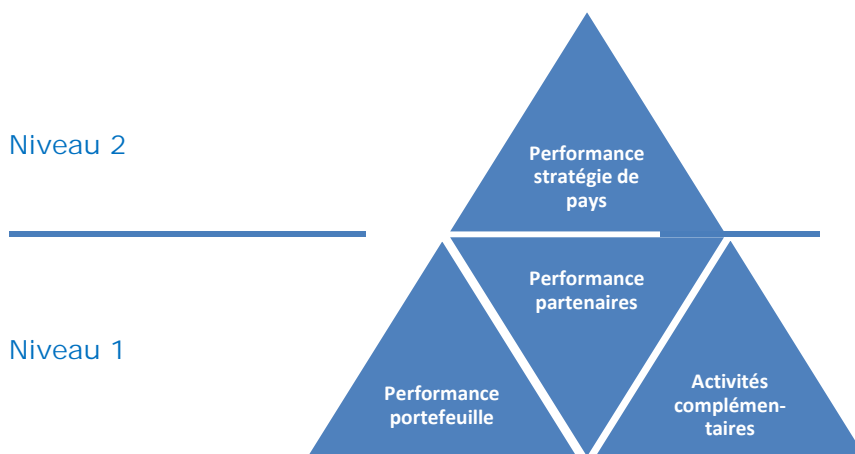 Niveau 2
Performance
stratégie de
pays
Performance
partenaires
Niveau 1
Performance
portefeuille
Activités
complémen-
taires